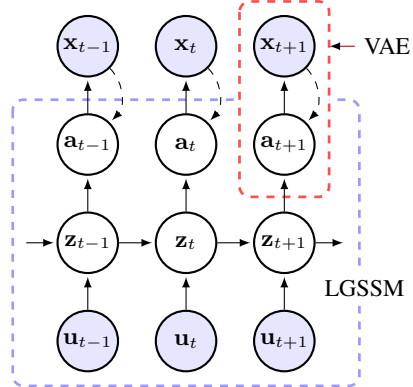 x_{t−1} x_t x_{t+1} VAE
a_{t−1} a_t a_{t+1}
z_{t−1} z_t z_{t+1}
LGSSM
u_{t−1} u_t u_{t+1}